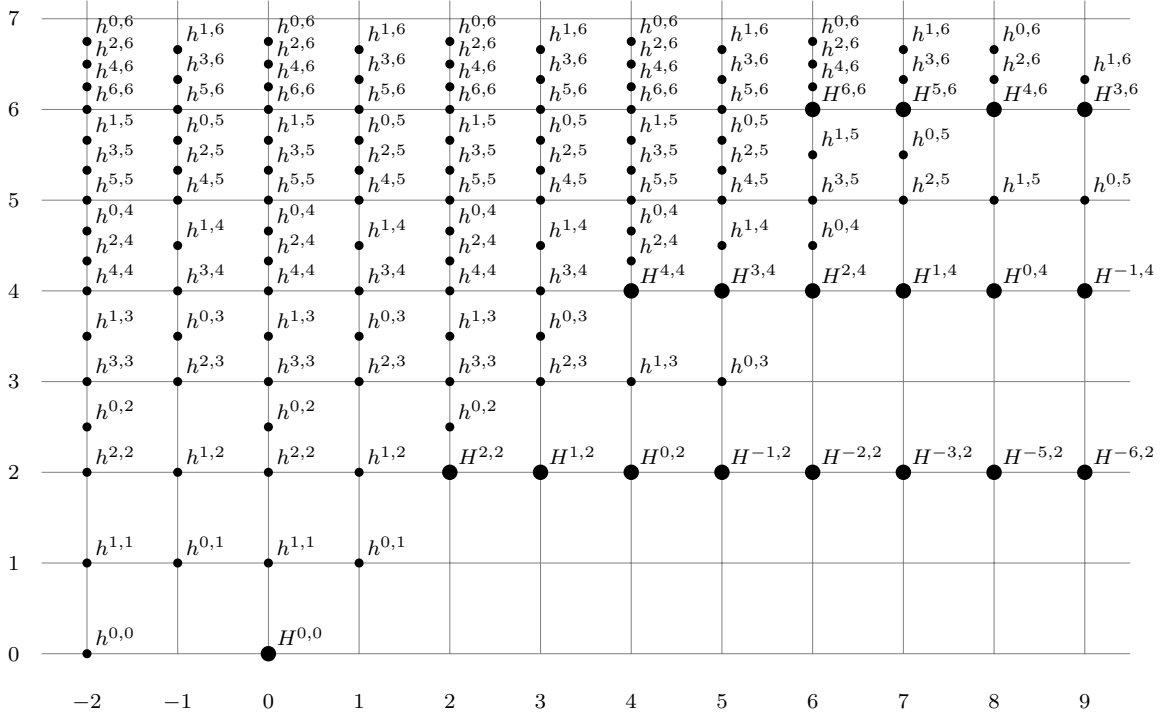 7
h^{0,6} h^{1,6} h^{0,6} h^{1,6} h^{0,6} h^{1,6} h^{0,6} h^{1,6} h^{0,6} h^{1,6} h^{0,6}
h^{2,6} h^{3,6} h^{2,6} h^{3,6} h^{2,6} h^{3,6} h^{2,6} h^{3,6} h^{2,6} h^{3,6} h^{2,6} h^{1,6}
h^{4,6} h^{4,6} h^{4,6} h^{4,6} h^{4,6}
h^{6,6} h^{5,6} h^{6,6} h^{5,6} h^{6,6} h^{5,6} h^{6,6} h^{5,6} H^{6,6} H^{5,6} H^{4,6} H^{3,6}
6
h^{1,5} h^{0,5} h^{1,5} h^{0,5} h^{1,5} h^{0,5} h^{1,5} h^{0,5} h^{1,5} h^{0,5}
h^{3,5} h^{2,5} h^{3,5} h^{2,5} h^{3,5} h^{2,5} h^{3,5} h^{2,5}
h^{5,5} h^{4,5} h^{5,5} h^{4,5} h^{5,5} h^{4,5} h^{5,5} h^{4,5} h^{3,5} h^{2,5} h^{1,5} h^{0,5}
5
h^{0,4} h^{1,4} h^{0,4} h^{1,4} h^{0,4} h^{1,4} h^{0,4} h^{1,4} h^{0,4}
h^{2,4} h^{2,4} h^{2,4} h^{2,4}
h^{4,4} h^{3,4} h^{4,4} h^{3,4} h^{4,4} h^{3,4} H^{4,4} H^{3,4} H^{2,4} H^{1,4} H^{0,4} H^{-1,4}
4
h^{1,3} h^{0,3} h^{1,3} h^{0,3} h^{1,3} h^{0,3}
h^{3,3} h^{2,3} h^{3,3} h^{2,3} h^{3,3} h^{2,3} h^{1,3} h^{0,3}
3
h^{0,2} h^{0,2} h^{0,2}
h^{2,2} h^{1,2} h^{2,2} h^{1,2} H^{2,2} H^{1,2} H^{0,2} H^{-1,2} H^{-2,2} H^{-3,2} H^{-5,2} H^{-6,2}
2
h^{1,1} h^{0,1} h^{1,1} h^{0,1}
1
h^{0,0} H^{0,0}
0
−2 −1 0 1 2 3 4 5 6 7 8 9